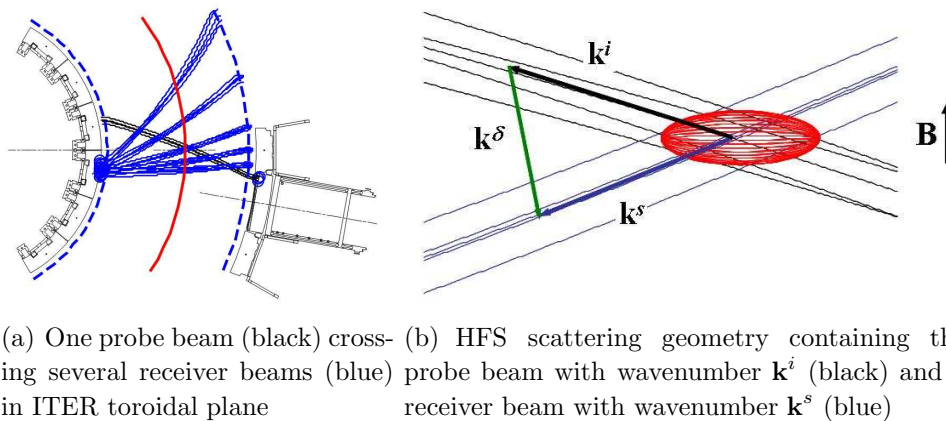 k^i
k^δ
k^s
B
(a) One probe beam (black) cross-
ing several receiver beams (blue)
in ITER toroidal plane
(b) HFS scattering geometry containing th
probe beam with wavenumber k^i (black) and
receiver beam with wavenumber k^s (blue)